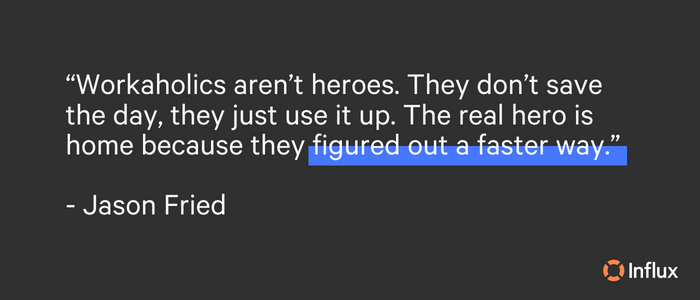 “Workaholics aren’t heroes. They don’t save
the day, they just use it up. The real hero is
home because they figured out a faster way.”
- Jason Fried
Influx